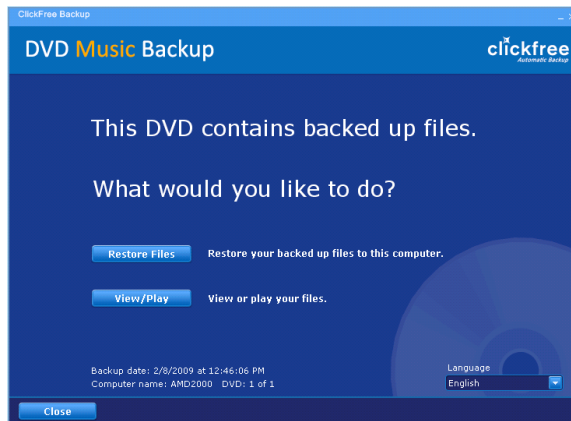 ClickFree Backup
DVD Music Backup
clickfree
Automatic Backup
This DVD contains backed up files.
What would you like to do?
Restore Files Restore your backed up files to this computer.
View/Play View or play your files.
Backup date: 2/8/2009 at 12:46:06 PM
Computer name: AMD2000 DVD: 1 of 1
Language
English
Close